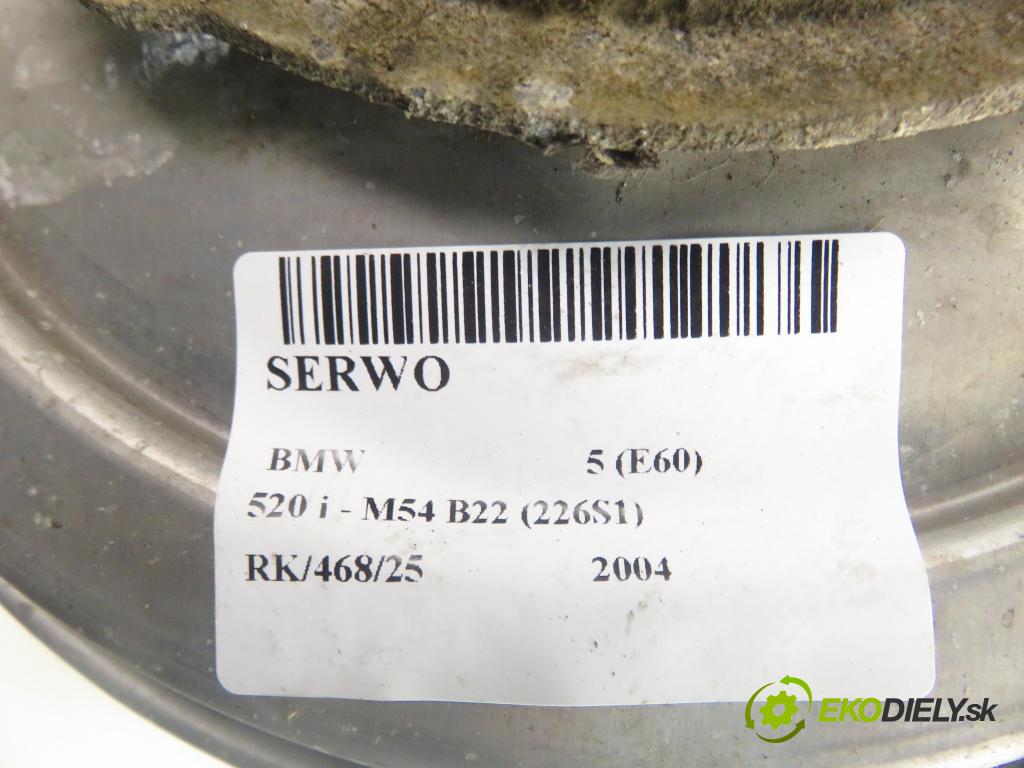 SERWO
BMW 5 (E60)
520 i - M54 B22 (226S1)
RK/468/25 2004
EKODIELY.sk